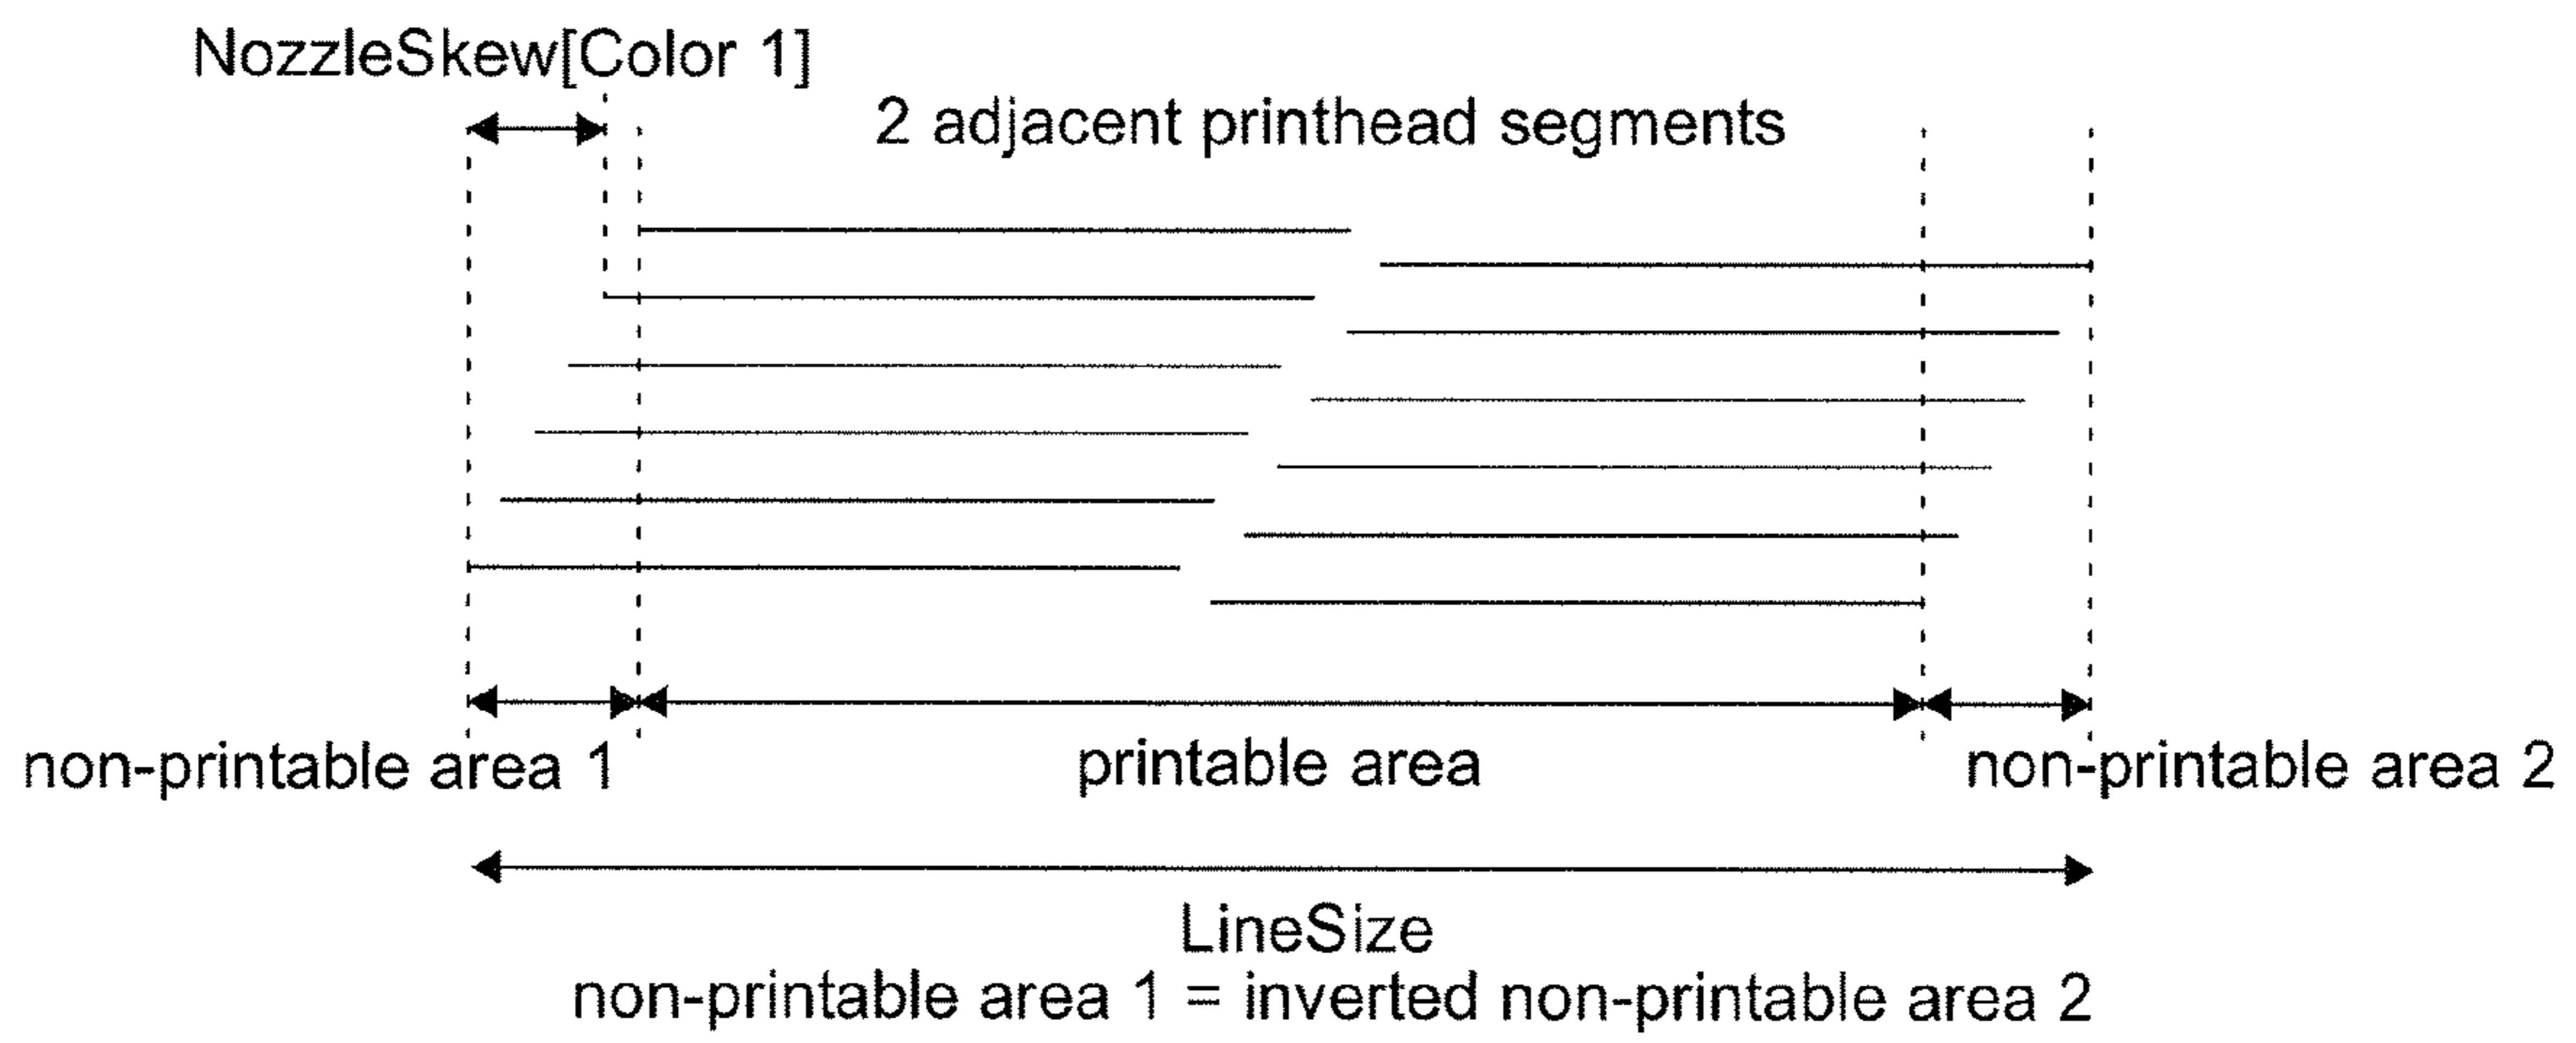 NozzleSkew[Color 1]
2 adjacent printhead segments
non-printable area 1
printable area
non-printable area 2
LineSize
non-printable area 1 = inverted non-printable area 2